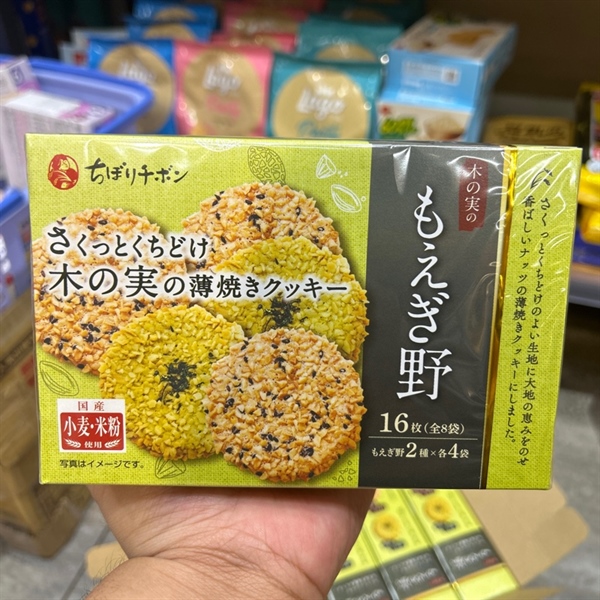 ちぼりチボン
さくっとくちどけ
木の実の薄焼きクッキー
木の実の
もえぎ野
16枚(全8袋)
もえぎ野2種×各4袋
さくっとくちどけのよい生地に大地の恵みをのせ
香ばしいナッツの薄焼きクッキーにしました。
国産
小麦・米粉
使用
写真はイメージです。